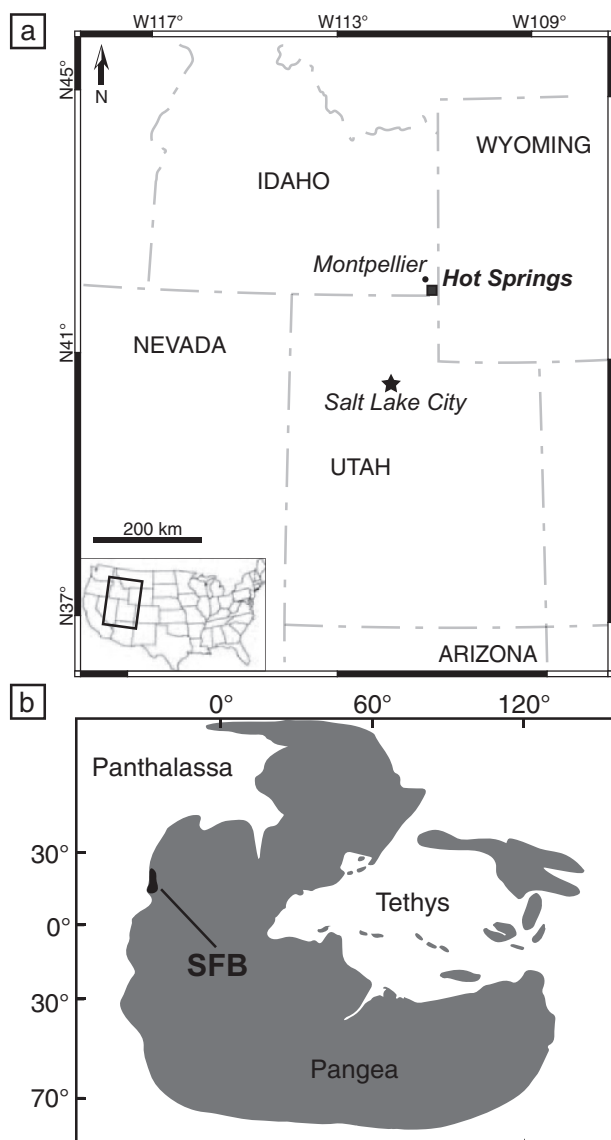 a
W117°
W113°
W109°
N45°
N
WYOMING
IDAHO
Montpellier
Hot Springs
N41°
NEVADA
Salt Lake City
UTAH
200 km
N37°
ARIZONA
b
0°
60°
120°
Panthalassa
30°
Tethys
0°
SFB
30°
Pangea
70°